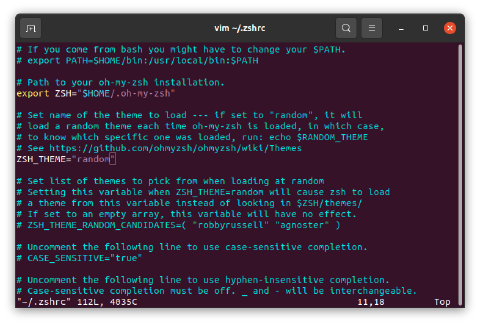 vim ~/.zshrc
# If you come from bash you might have to change your $PATH.
# export PATH=$HOME/bin:/usr/local/bin:$PATH
# Path to your oh-my-zsh installation.
export ZSH="$HOME/.oh-my-zsh"
# Set name of the theme to load --- if set to "random", it will
# load a random theme each time oh-my-zsh is loaded, in which case,
# to know which specific one was loaded, run: echo $RANDOM_THEME
# See https://github.com/ohmyzsh/ohmyzsh/wiki/Themes
ZSH_THEME="random"
# Set list of themes to pick from when loading at random
# Setting this variable when ZSH_THEME=random will cause zsh to load
# a theme from this variable instead of looking in $ZSH/themes/
# If set to an empty array, this variable will have no effect.
# ZSH_THEME_RANDOM_CANDIDATES=( "robbyrussell" "agnoster" )
# Uncomment the following line to use case-sensitive completion.
# CASE_SENSITIVE="true"
# Uncomment the following line to use hyphen-insensitive completion.
# Case-sensitive completion must be off. _ and - will be interchangeable.
"~/.zshrc" 112L, 4035C 11,18 Top